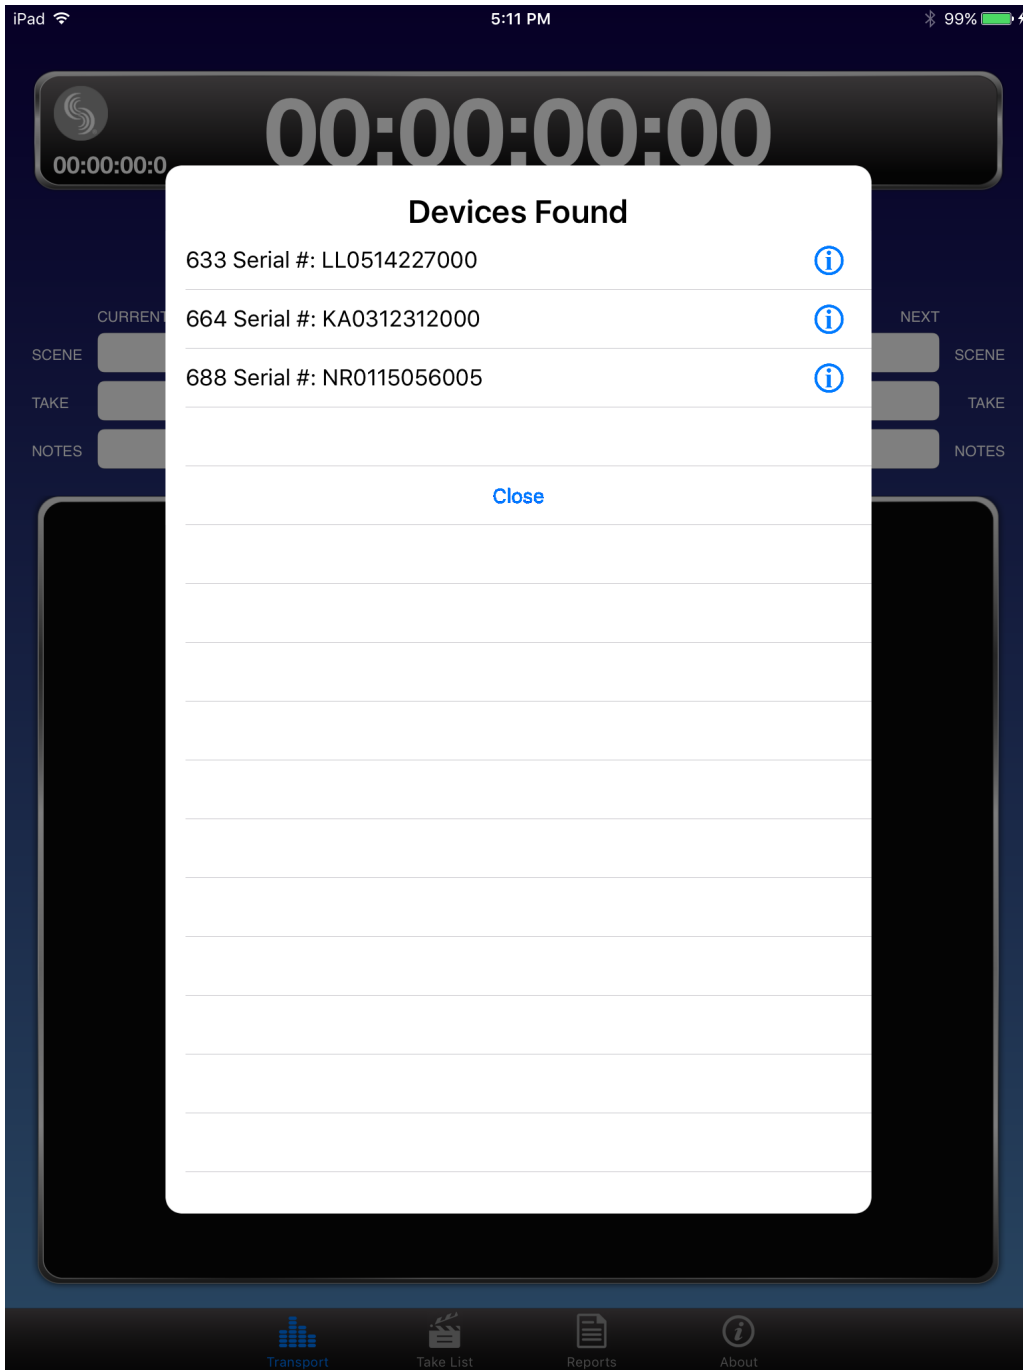 iPad 5:11 PM 99%
00:00:00:00
00:00:00:0
Devices Found
633 Serial #: LL0514227000
664 Serial #: KA0312312000
688 Serial #: NR0115056005
Close
CURRENT NEXT
SCENE SCENE
TAKE TAKE
NOTES NOTES
Transport Take List Reports About